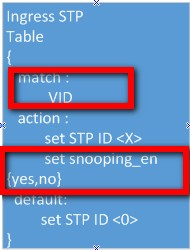 Ingress STP
Table
{
match :
VID
action :
set STP ID <X>
set snooping_en
{yes,no}
default:
set STP ID <0>
}